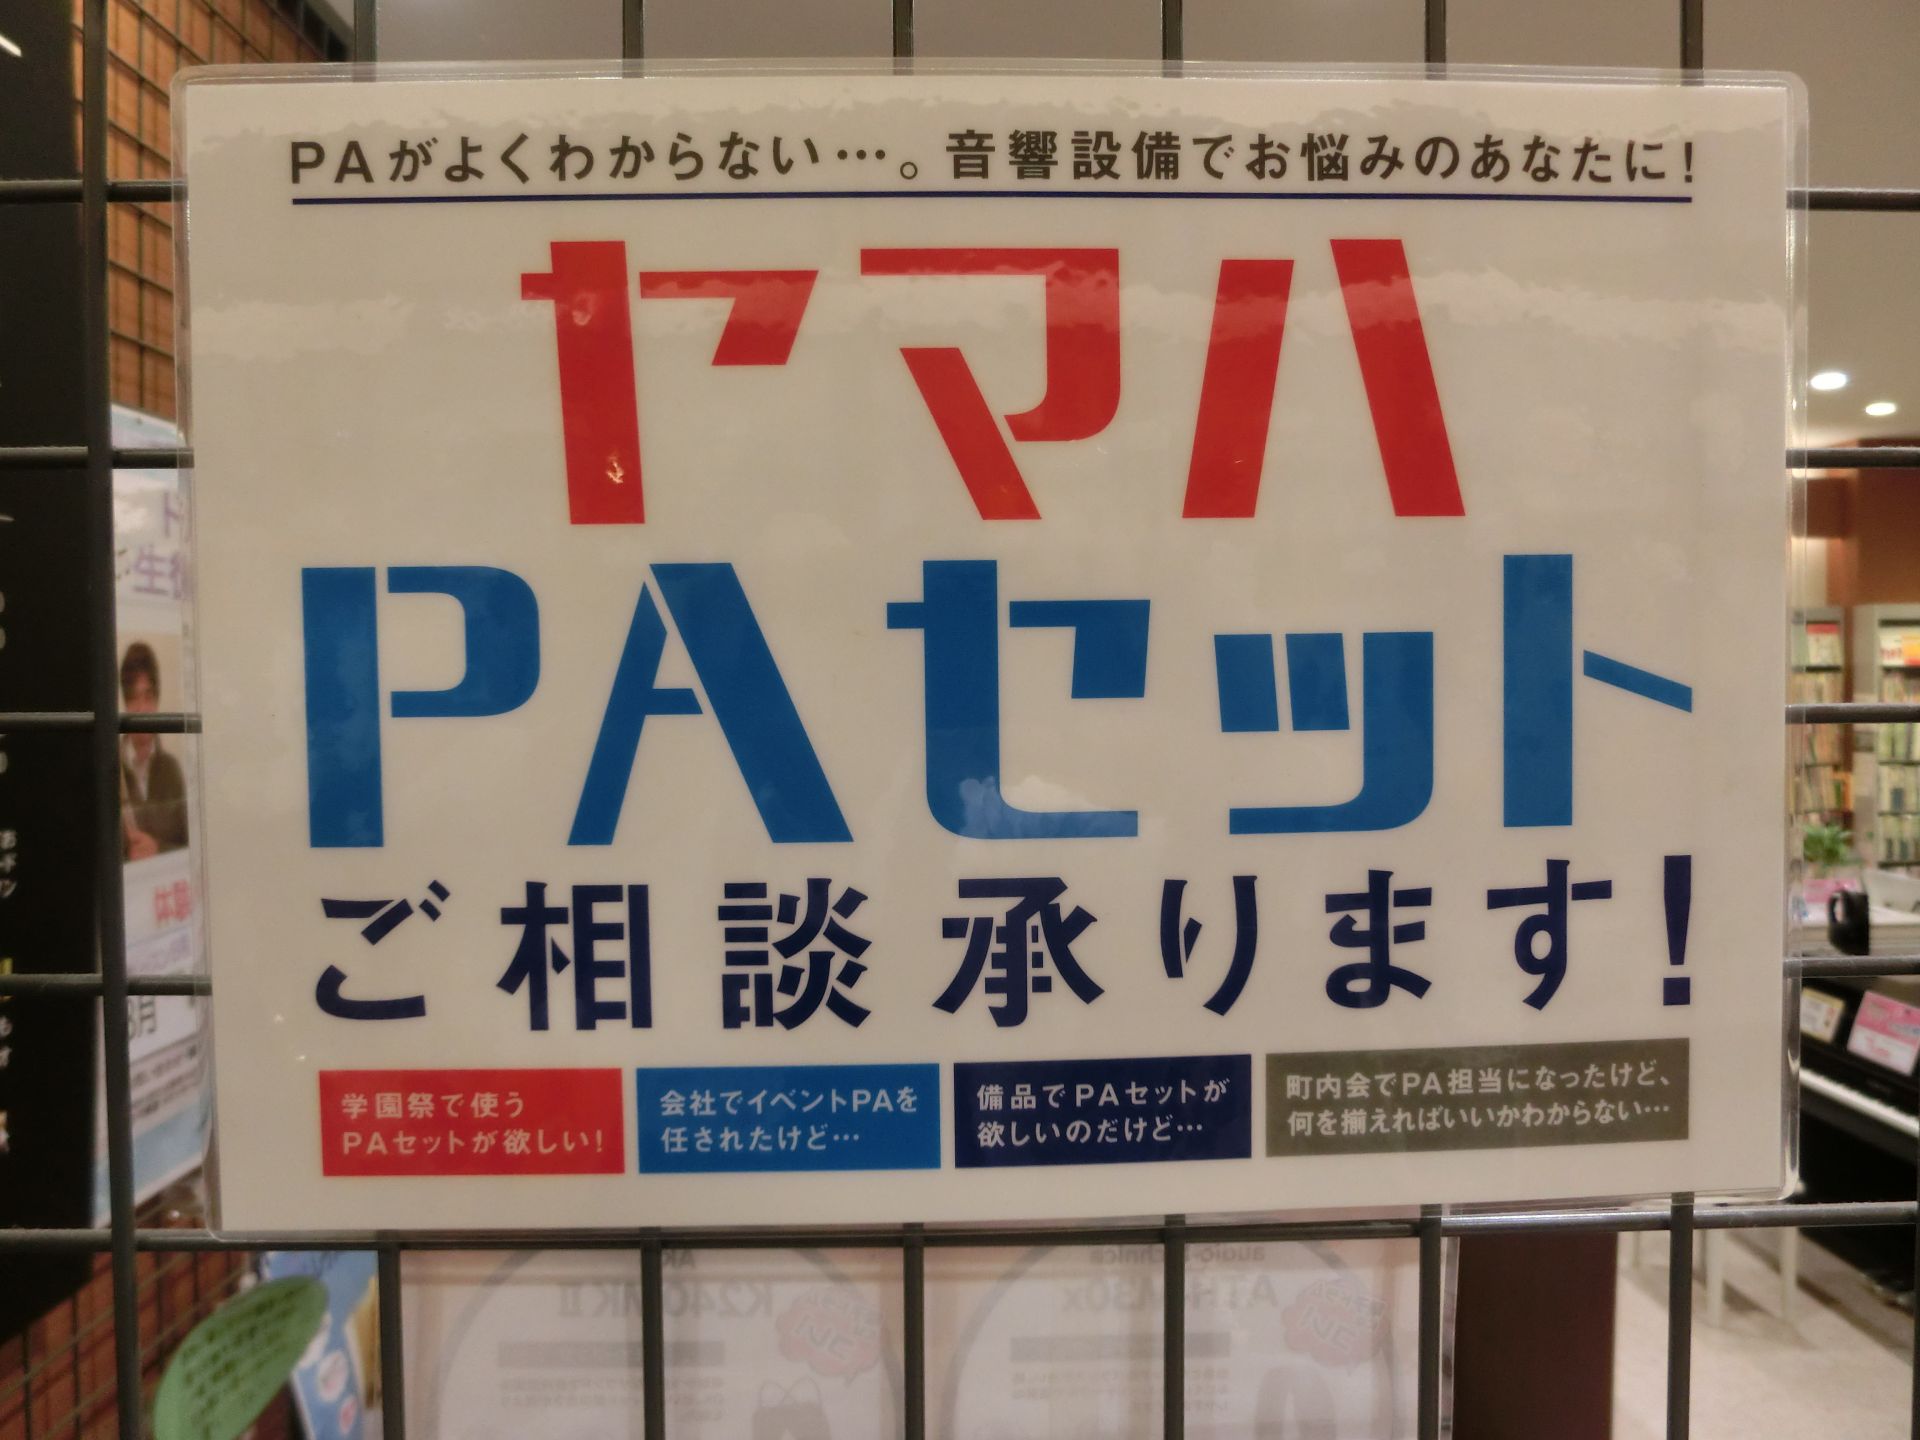 PAがよくわからない…。音響設備でお悩みのあなたに!
ヤマハ
PAセット
ご相談承ります!
学園祭で使う
PAセットが欲しい!
会社でイベントPAを
任されたけど…
備品でPAセットが
欲しいのだけど…
町内会でPA担当になったけど、
何を揃えればいいかわからない…
audio-technica
K240MKⅡ